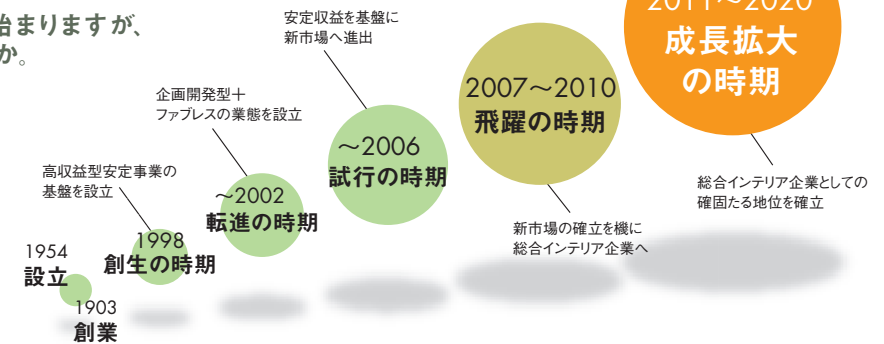 始まりますが、
か。
1954
設立
1903
創業
高収益型安定事業の
基盤を設立
1998
創生の時期
企画開発型＋
ファブレスの業態を設立
～2002
転進の時期
安定収益を基盤に
新市場へ進出
～2006
試行の時期
2007～2010
飛躍の時期
新市場の確立を機に
総合インテリア企業へ
2011～2020
成長拡大
の時期
総合インテリア企業としての
確固たる地位を確立